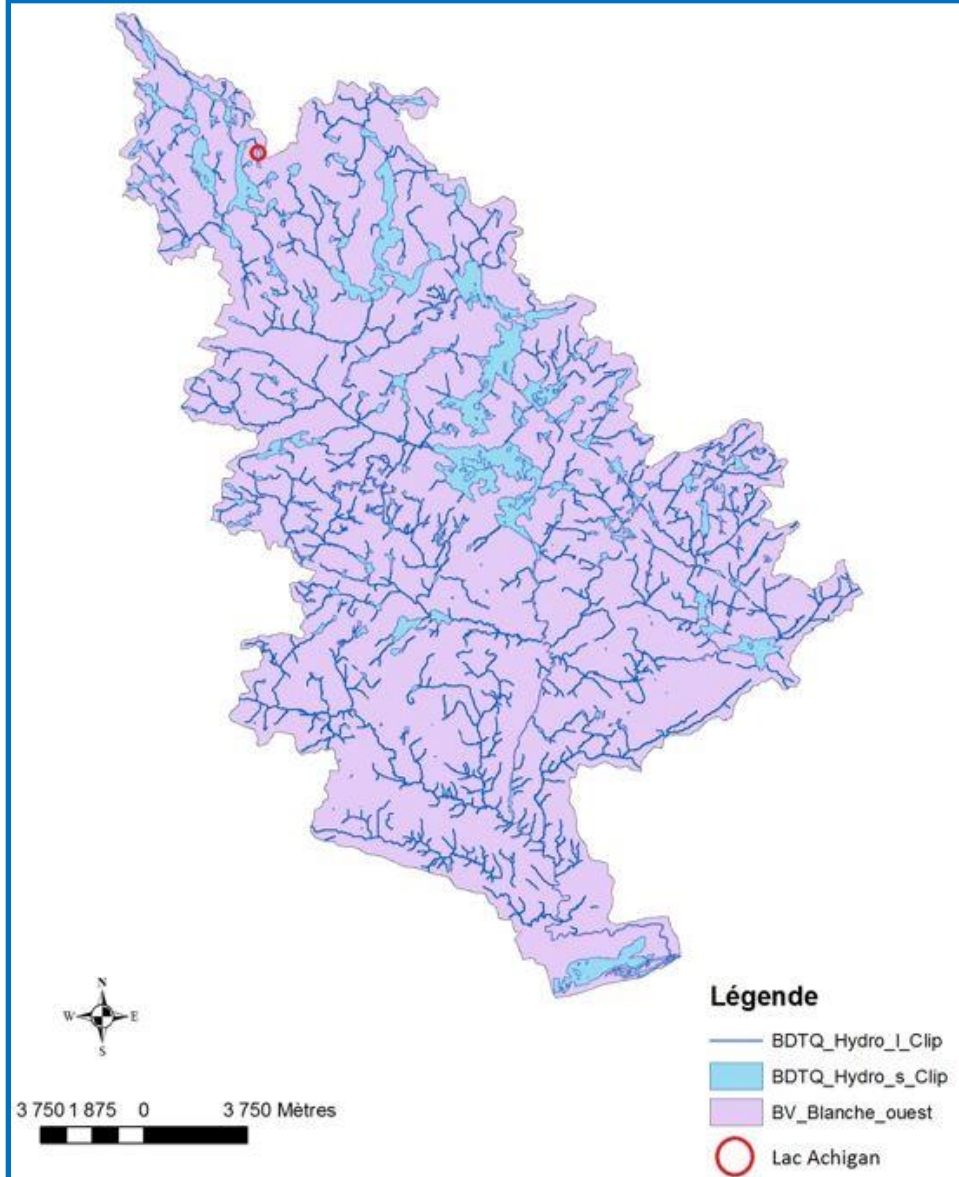 N
W E
S
3 750 1 875 0 3 750 Mètres
Légende
BDTQ_Hydro_l_Clip
BDTQ_Hydro_s_Clip
BV_Blanche_ouest
Lac Achigan